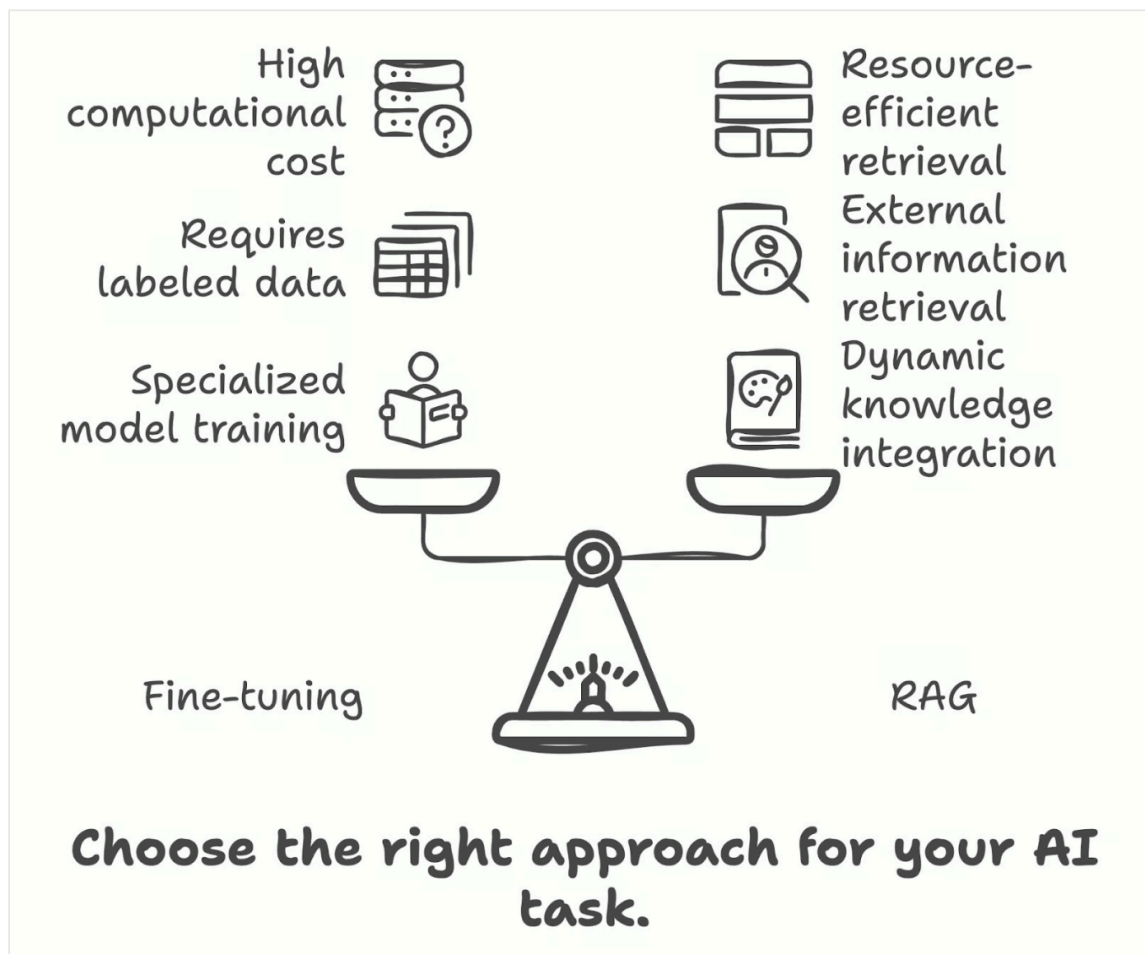 High
computational
cost
Requires
labeled data
Specialized
model training
Resource-
efficient
retrieval
External
information
retrieval
Dynamic
knowledge
integration
Fine-tuning
RAG
Choose the right approach for your AI
task.